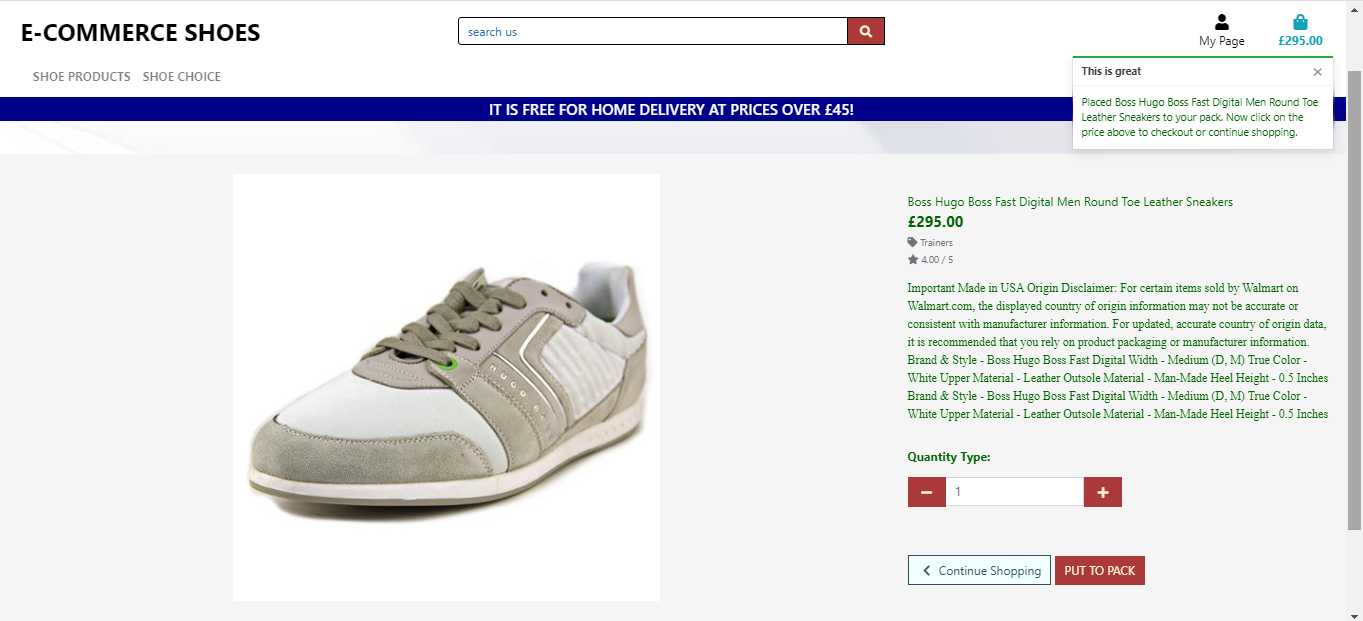 E-COMMERCE SHOES
search us
My Page
£295.00
SHOE PRODUCTS
SHOE CHOICE
This is great
Placed Boss Hugo Boss Fast Digital Men Round Toe
Leather Sneakers to your pack. Now click on the
price above to checkout or continue shopping.
IT IS FREE FOR HOME DELIVERY AT PRICES OVER £45!
HUGO BO
Boss Hugo Boss Fast Digital Men Round Toe Leather Sneakers
£295.00
Trainers
4.00 / 5
Important Made in USA Origin Disclaimer: For certain items sold by Walmart on
Walmart.com, the displayed country of origin information may not be accurate or
consistent with manufacturer information. For updated, accurate country of origin data,
it is recommended that you rely on product packaging or manufacturer information.
Brand & Style - Boss Hugo Boss Fast Digital Width - Medium (D, M) True Color -
White Upper Material - Leather Outsole Material - Man-Made Heel Height - 0.5 Inches
Brand & Style - Boss Hugo Boss Fast Digital Width - Medium (D, M) True Color -
White Upper Material - Leather Outsole Material - Man-Made Heel Height - 0.5 Inches
Quantity Type:
1
Continue Shopping
PUT TO PACK